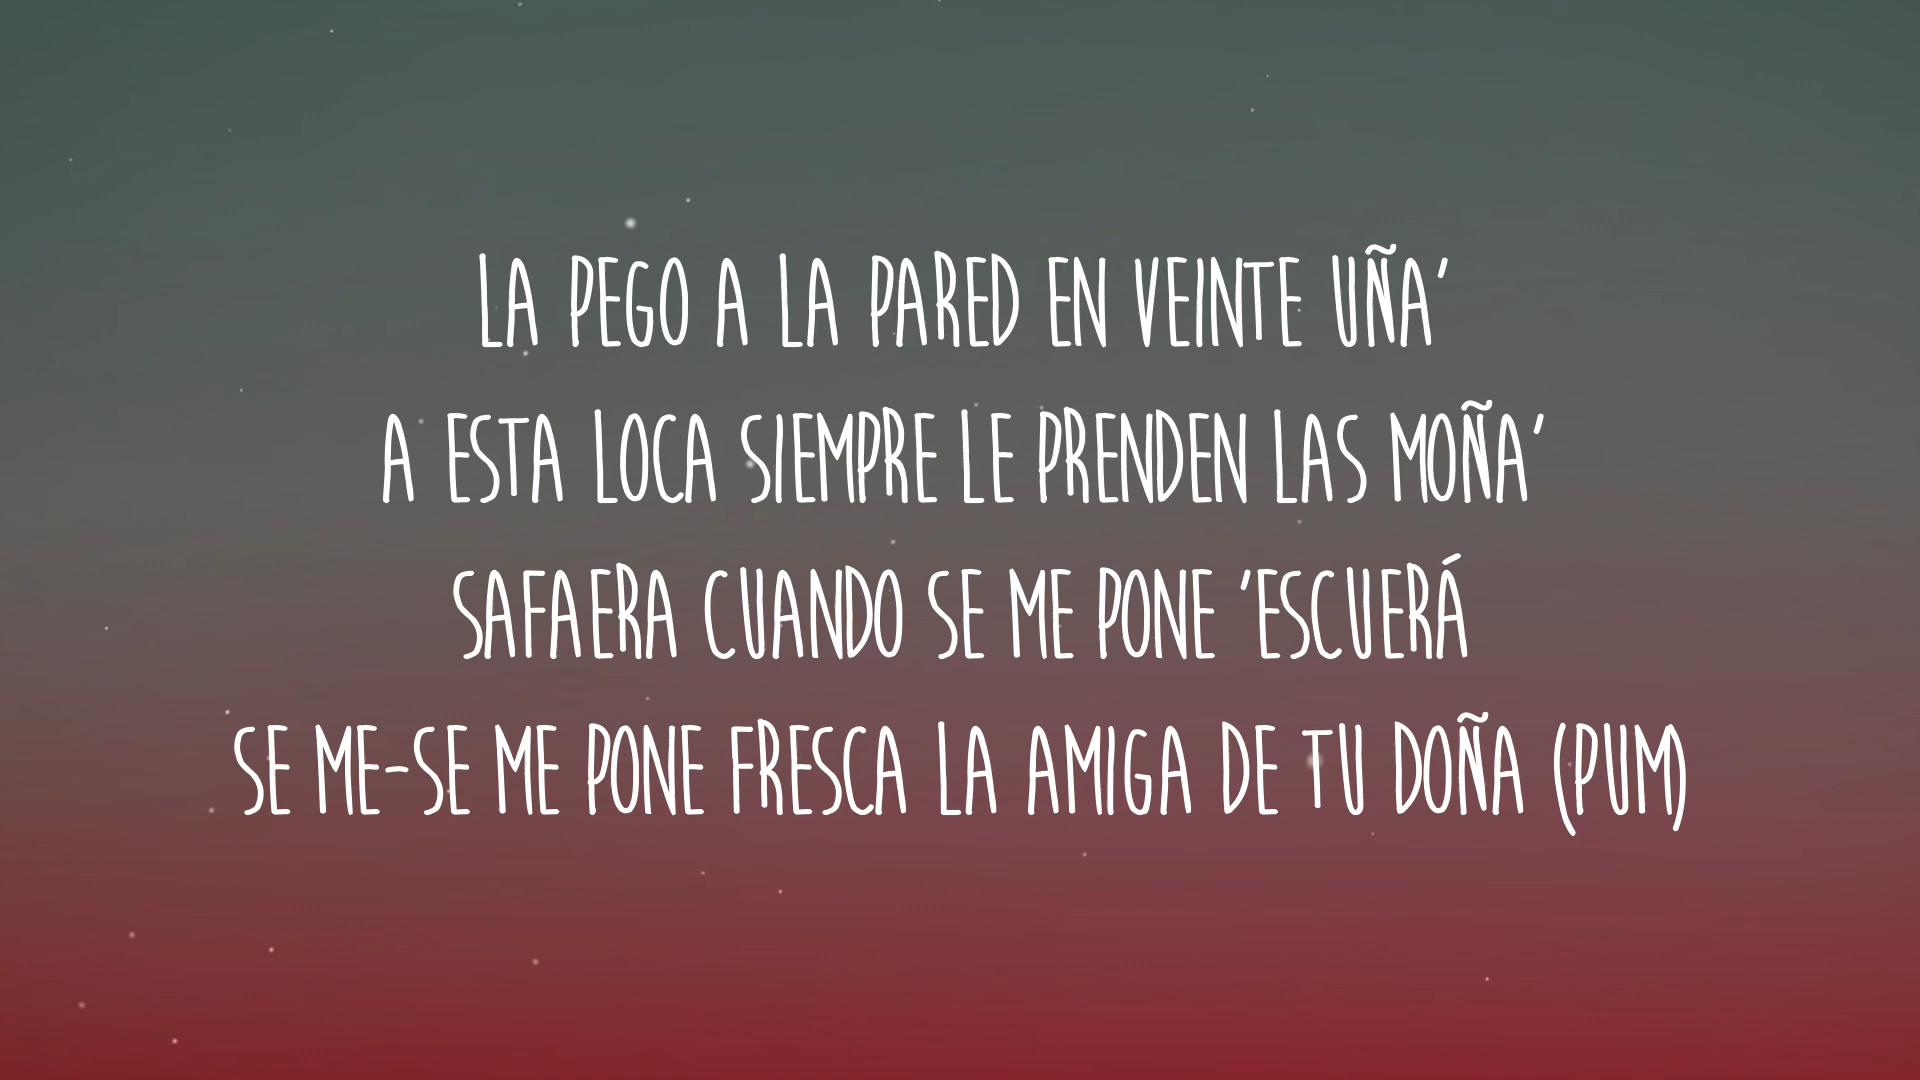 LA PEGO A LA PARED EN VEINTE UÑA'
A ESTA LOCA SIEMPRE LE PRENDEN LAS MOÑA'
SAFAERA CUANDO SE ME PONE 'ESCUERÁ
SE ME-SE ME PONE FRESCA LA AMIGA DE TU DOÑA (PUM)